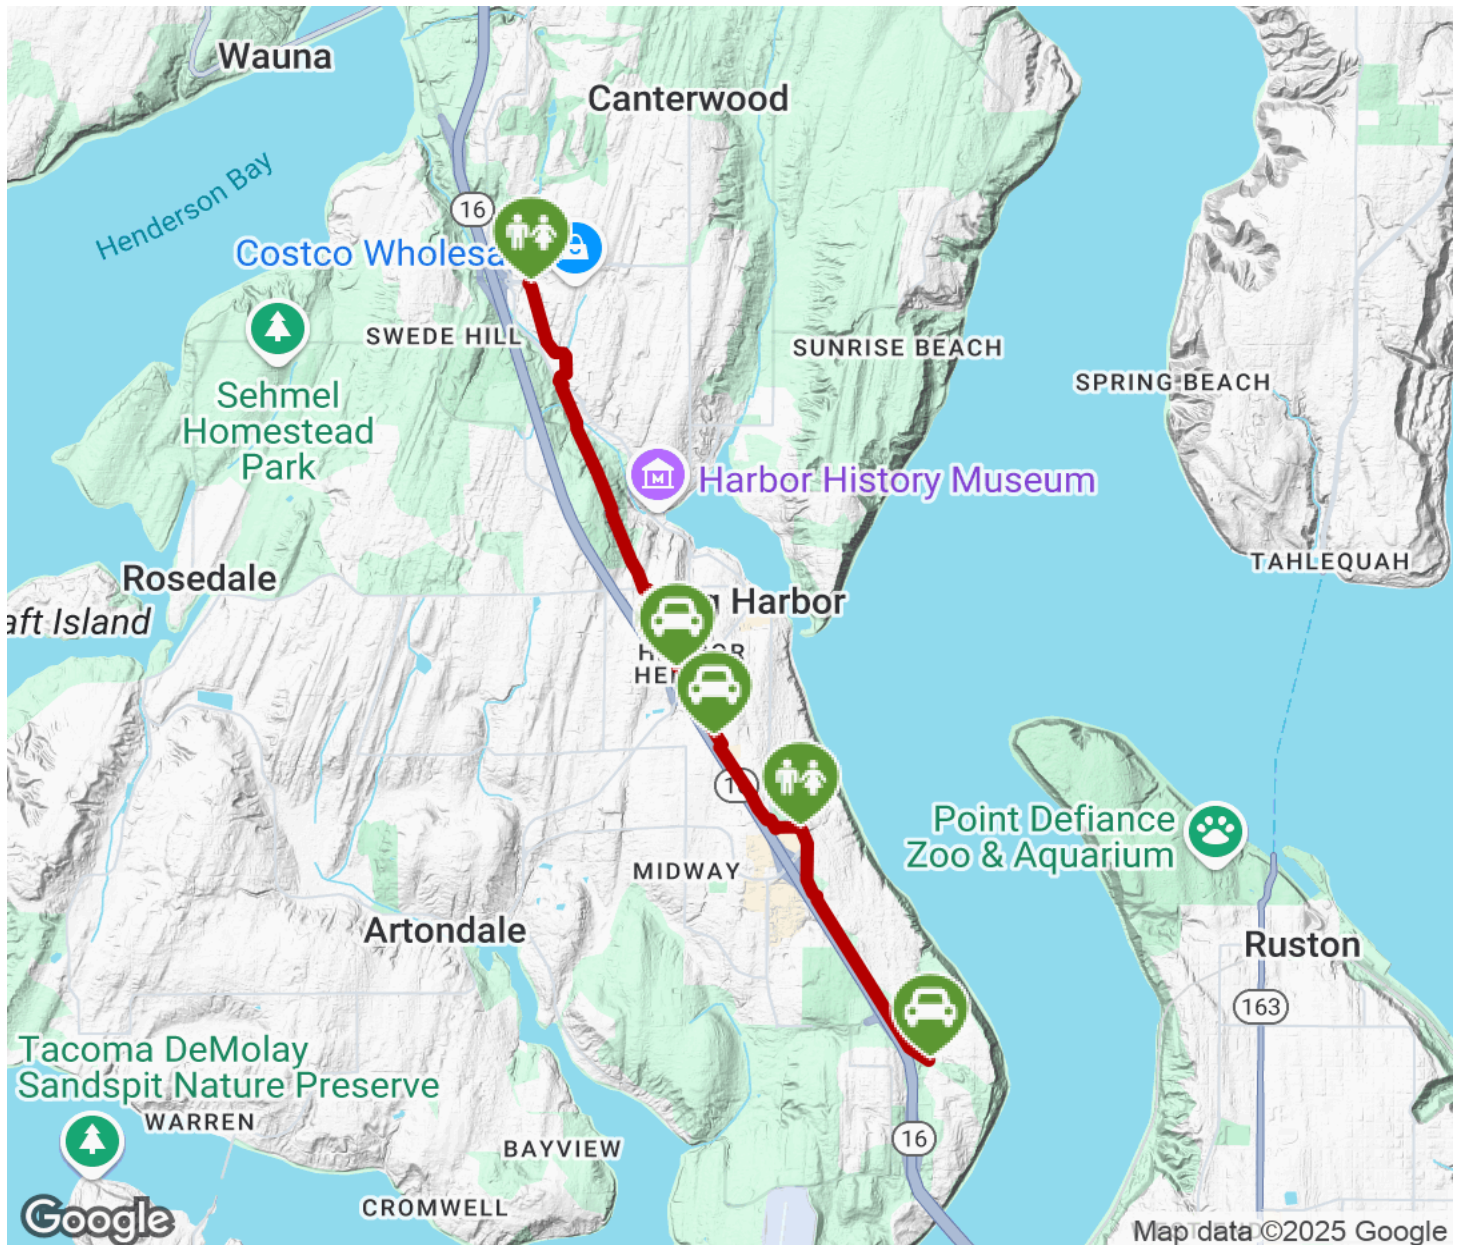 Wauna
Canterwood
Henderson Bay
16
Costco Wholesa
SWEDE HILL
SUNRISE BEACH
SPRING BEACH
Sehmel
Homestead
Park
Harbor History Museum
TAHLEQUAH
Rosedale
aft Island
Harbor
MIDWAY
Point Defiance
Zoo & Aquarium
Artondale
Ruston
163
Tacoma DeMolay
Sandspit Nature Preserve
WARREN
16
BAYVIEW
CROMWELL
Google
Map data ©2025 Google